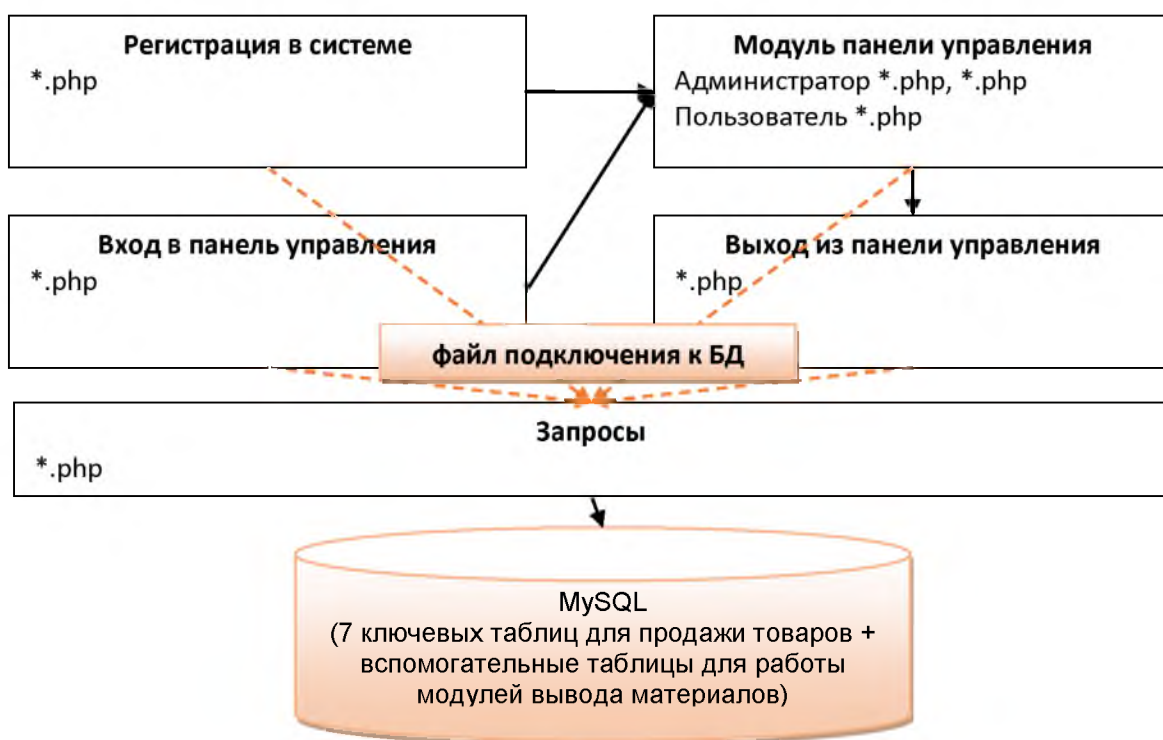 Регистрация в системе
*.php
Модуль панели управления
Администратор *.php, *.php
Пользователь *.php
Вход в панель управления
*.php
Выход из панели управления
*.php
файл подключения к БД
Запросы
*.php
MySQL
(7 ключевых таблиц для продажи товаров +
вспомогательные таблицы для работы
модулей вывода материалов)